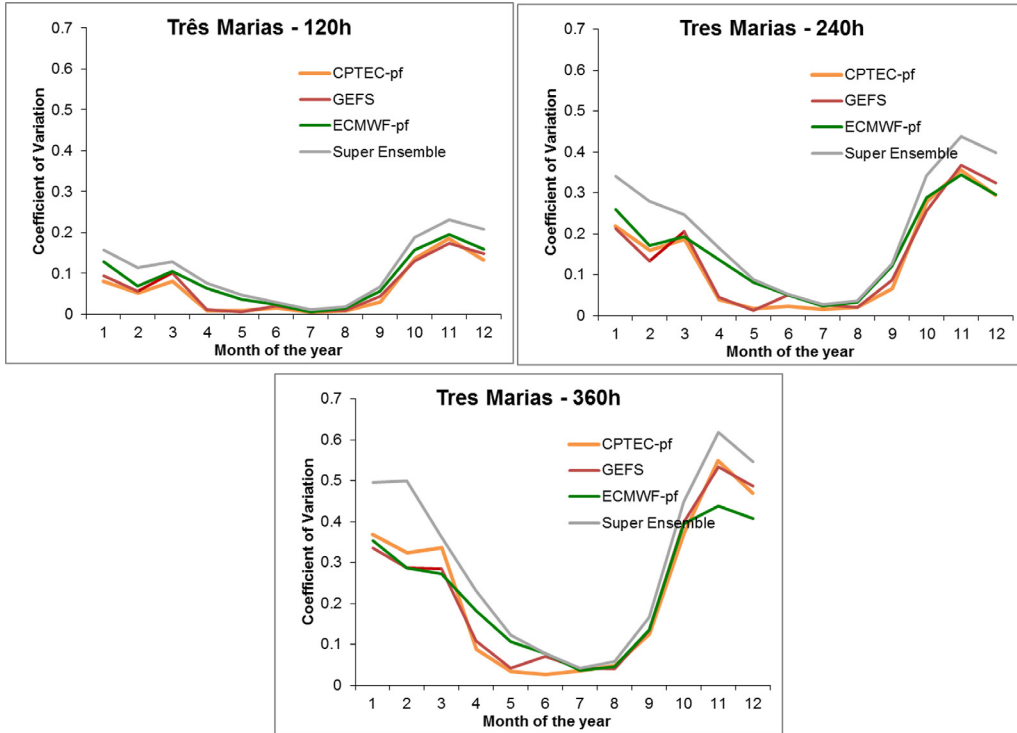 Três Marias - 120h
0.7
0.6
0.5
0.4
0.3
0.2
0.1
0
Coefficient of Variation
CPTEC-pf
GEFS
ECMWF-pf
Super Ensemble
1 2 3 4 5 6 7 8 9 10 11 12
Month of the year
Tres Marias - 240h
0.7
0.6
0.5
0.4
0.3
0.2
0.1
0
Coefficient of Variation
CPTEC-pf
GEFS
ECMWF-pf
Super Ensemble
1 2 3 4 5 6 7 8 9 10 11 12
Month of the year
Tres Marias - 360h
0.7
0.6
0.5
0.4
0.3
0.2
0.1
0
Coefficient of Variation
CPTEC-pf
GEFS
ECMWF-pf
Super Ensemble
1 2 3 4 5 6 7 8 9 10 11 12
Month of the year